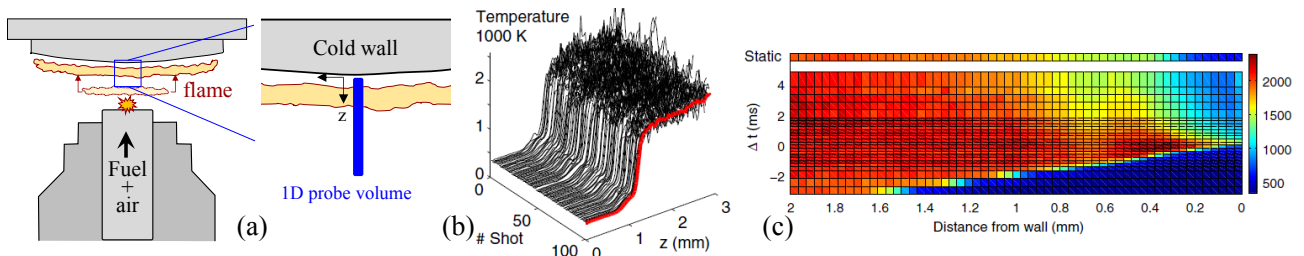 flame
Fuel
+
air
(a)
Cold wall
z
1D probe volume
(b)
Temperature
1000 K
2
1
0
0
50
100
# Shot
0
1
2
3
z (mm)
(c)
Static
4
2
0
−2
Δ t (ms)
2 1.8 1.6 1.4 1.2 1 0.8 0.6 0.4 0.2 0
Distance from wall (mm)
2000
1500
1000
500